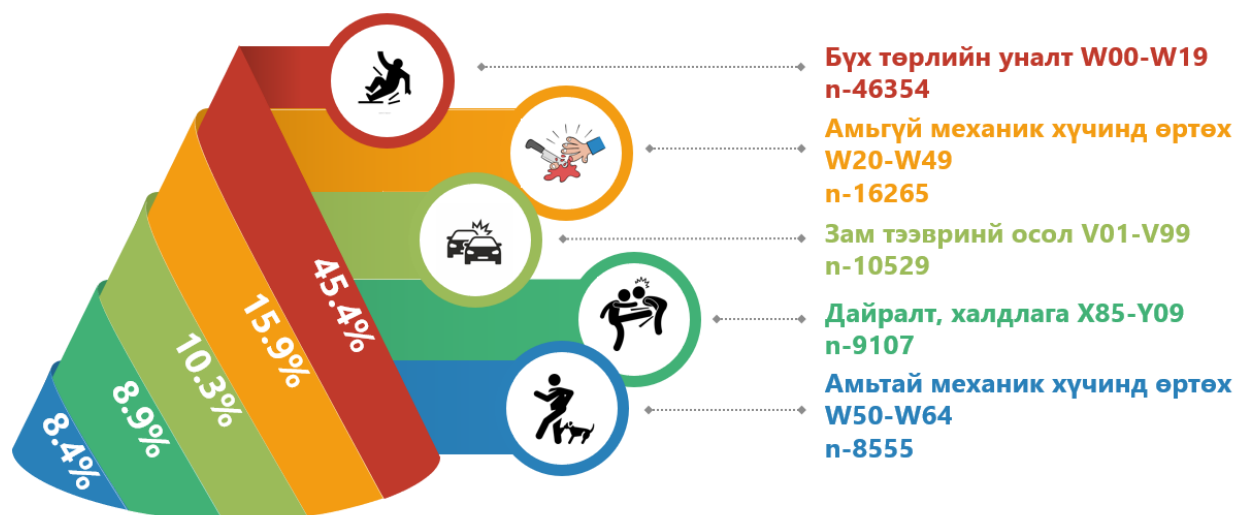 Бүх төрлийн уналт W00-W19
n-46354
Амьгүй механик хүчинд өртөх
W20-W49
n-16265
Зам тээвринй осол V01-V99
n-10529
Дайралт, халдлага X85-Y09
n-9107
Амьтай механик хүчинд өртөх
W50-W64
n-8555
45.4%
15.9%
10.3%
8.9%
8.4%